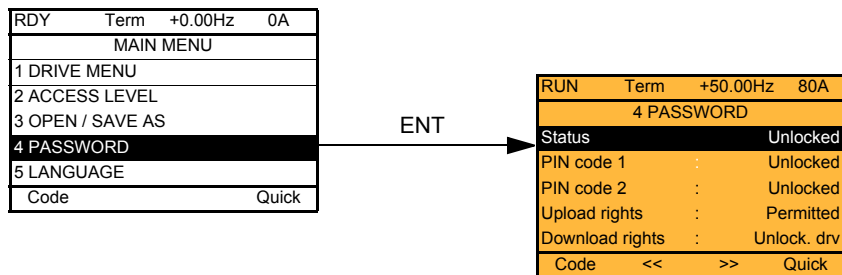 RDY Term +0.00Hz 0A
MAIN MENU
1 DRIVE MENU
2 ACCESS LEVEL
3 OPEN / SAVE AS
4 PASSWORD
5 LANGUAGE
Code Quick
ENT
RUN Term +50.00Hz 80A
4 PASSWORD
Status Unlocked
PIN code 1 : Unlocked
PIN code 2 : Unlocked
Upload rights : Permitted
Download rights : Unlock. drv
Code << >> Quick